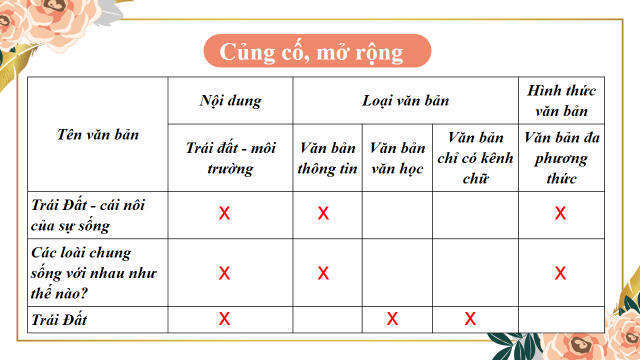 Củng cố, mở rộng
Tên văn bản
Nội dung
Loại văn bản
Hình thức
văn bản
Trái đất - môi
trường
Văn bản
thông tin
Văn bản
văn học
Văn bản
chỉ có kênh
chữ
Văn bản đa
phương
thức
Trái Đất - cái nôi
của sự sống
X X X
Các loài chung
sống với nhau như
thế nào?
X X X
Trái Đất
X X X